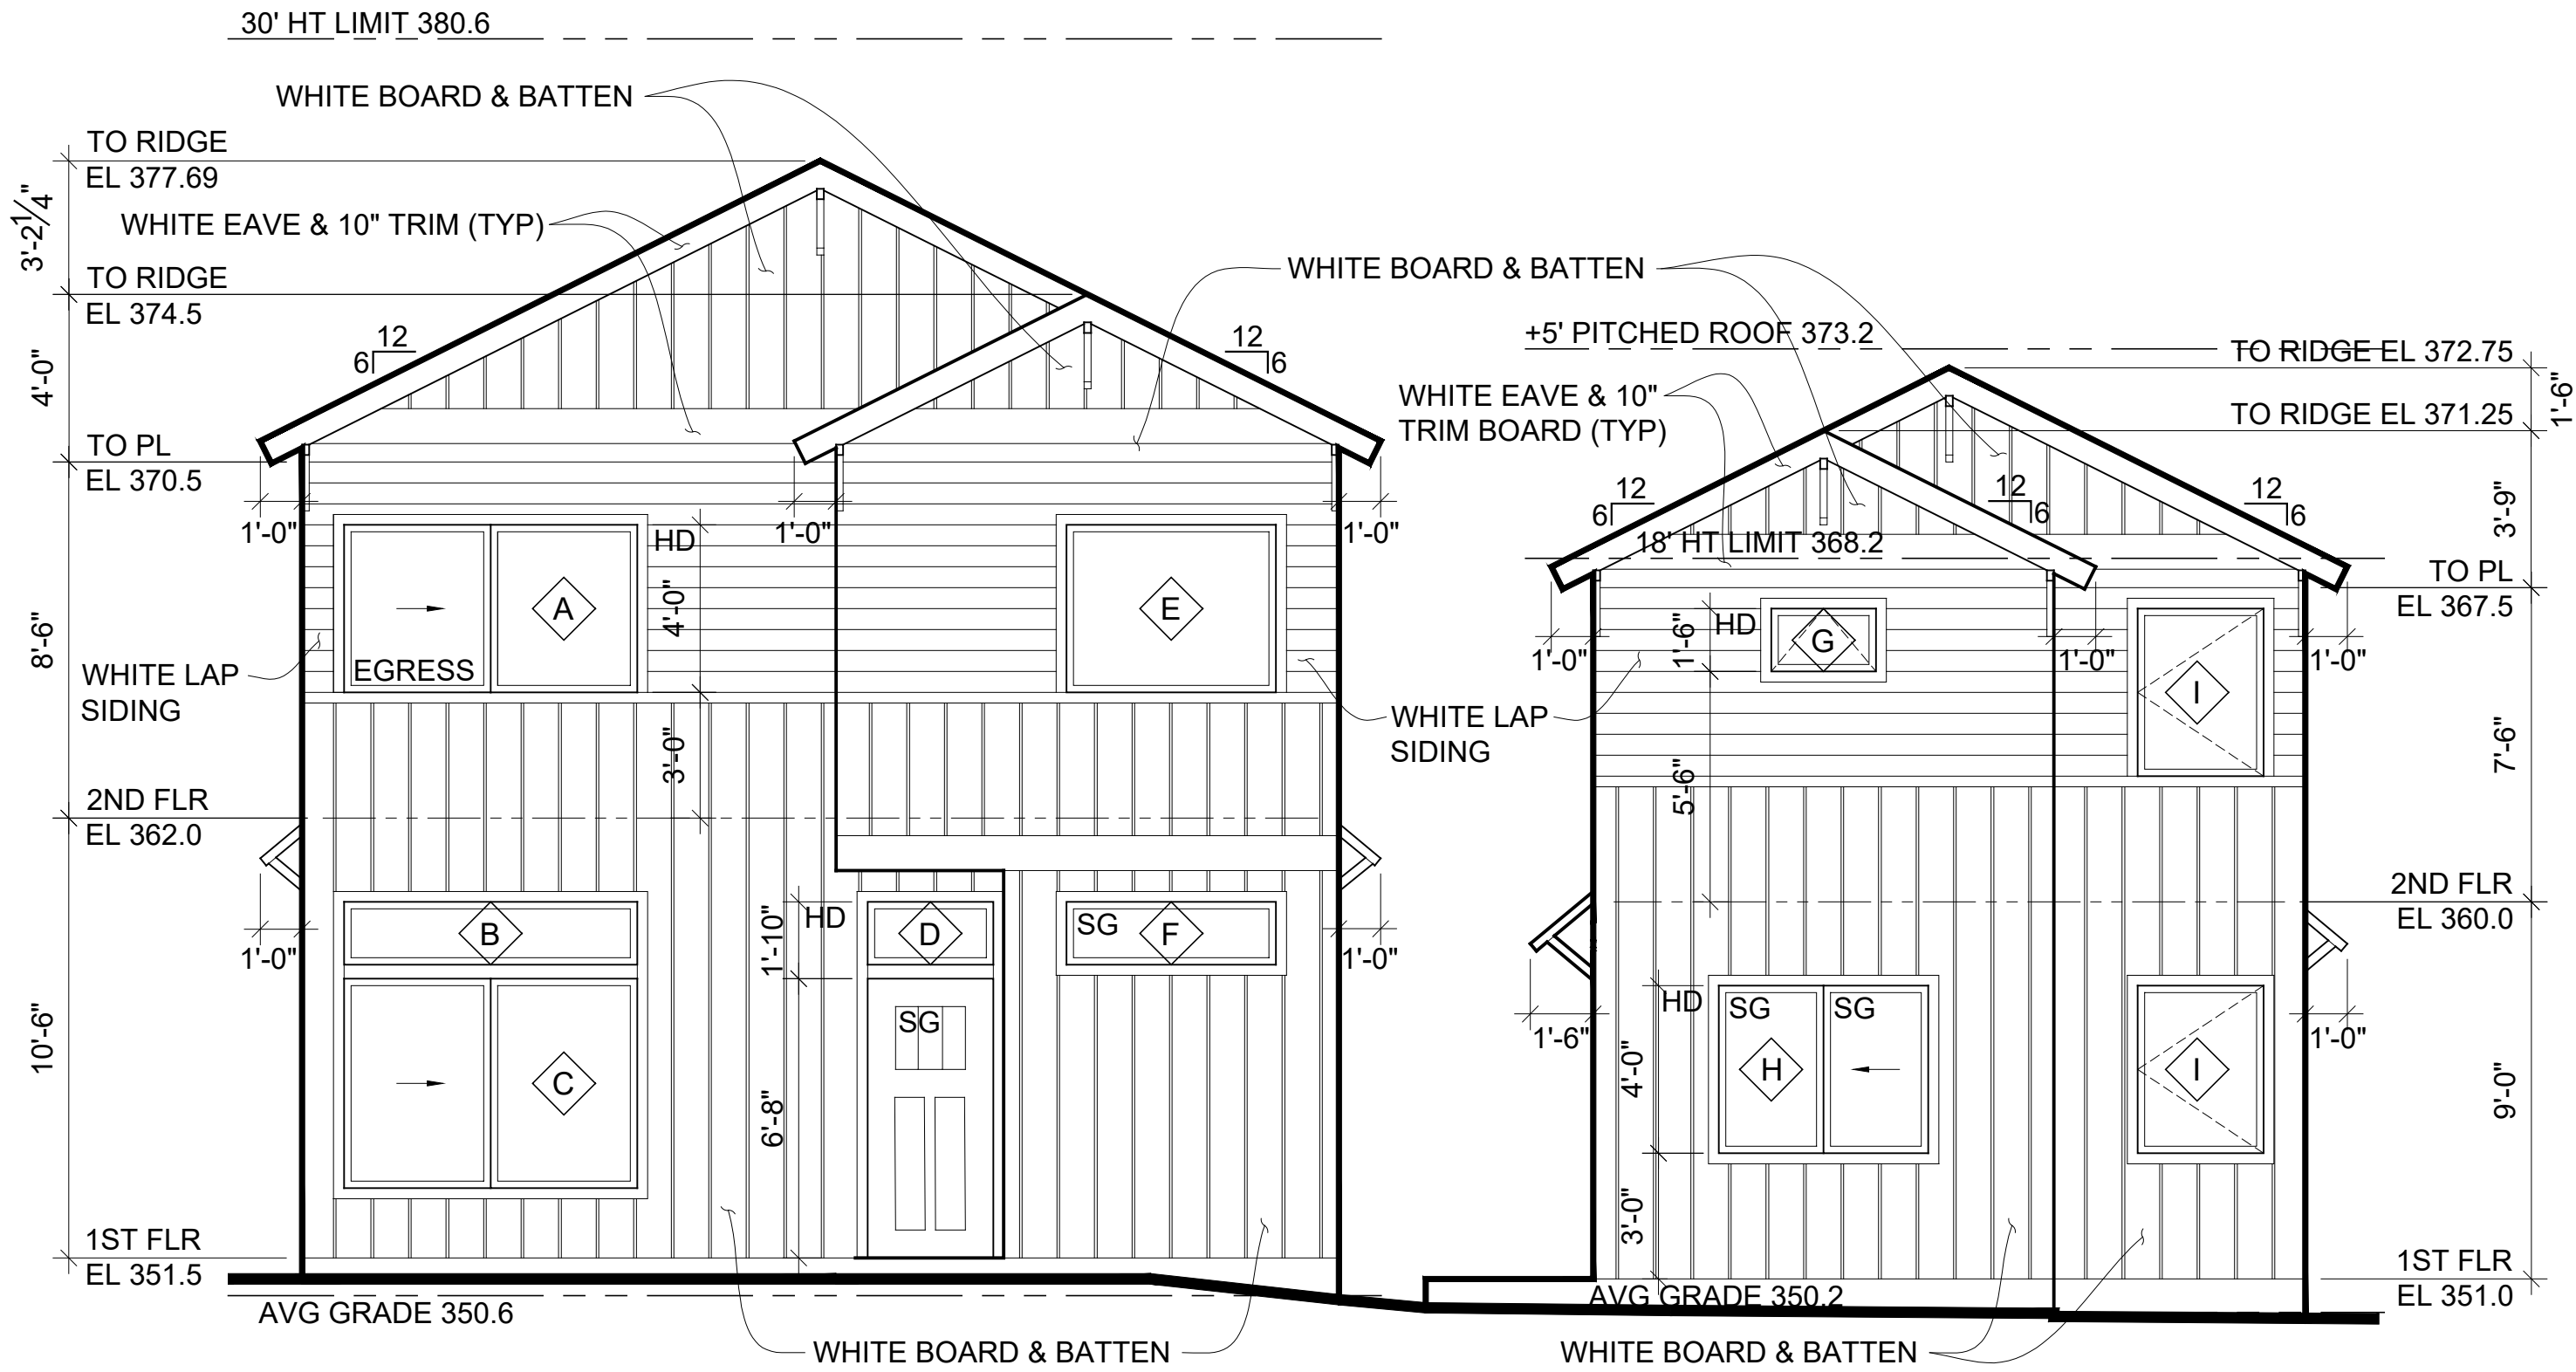 30' HT LIMIT 380.6
WHITE BOARD & BATTEN
TO RIDGE
EL 377.69
3'-2 1/4"
WHITE EAVE & 10" TRIM (TYP)
TO RIDGE
EL 374.5
4'-0"
12
6
12
6
TO PL
EL 370.5
1'-0"
1'-0"
1'-0"
HD
A
E
4'-0"
EGRESS
8'-6"
WHITE LAP
SIDING
3'-0"
2ND FLR
EL 362.0
1'-0"
1'-0"
B
1'-10"
HD
D
SG
F
10'-6"
C
SG
6'-8"
1ST FLR
EL 351.5
AVG GRADE 350.6
WHITE BOARD & BATTEN
WHITE BOARD & BATTEN
+5' PITCHED ROOF 373.2
TO RIDGE EL 372.75
1'-6"
WHITE EAVE & 10"
TRIM BOARD (TYP)
TO RIDGE EL 371.25
12
6
12
6
12
6
3'-9"
18' HT LIMIT 368.2
TO PL
EL 367.5
1'-0"
1'-6"
HD
G
1'-0"
1'-0"
I
WHITE LAP
SIDING
5'-6"
7'-6"
2ND FLR
EL 360.0
1'-6"
1'-0"
HD
SG
SG
H
I
4'-0"
9'-0"
3'-0"
1ST FLR
EL 351.0
AVG GRADE 350.2
WHITE BOARD & BATTEN